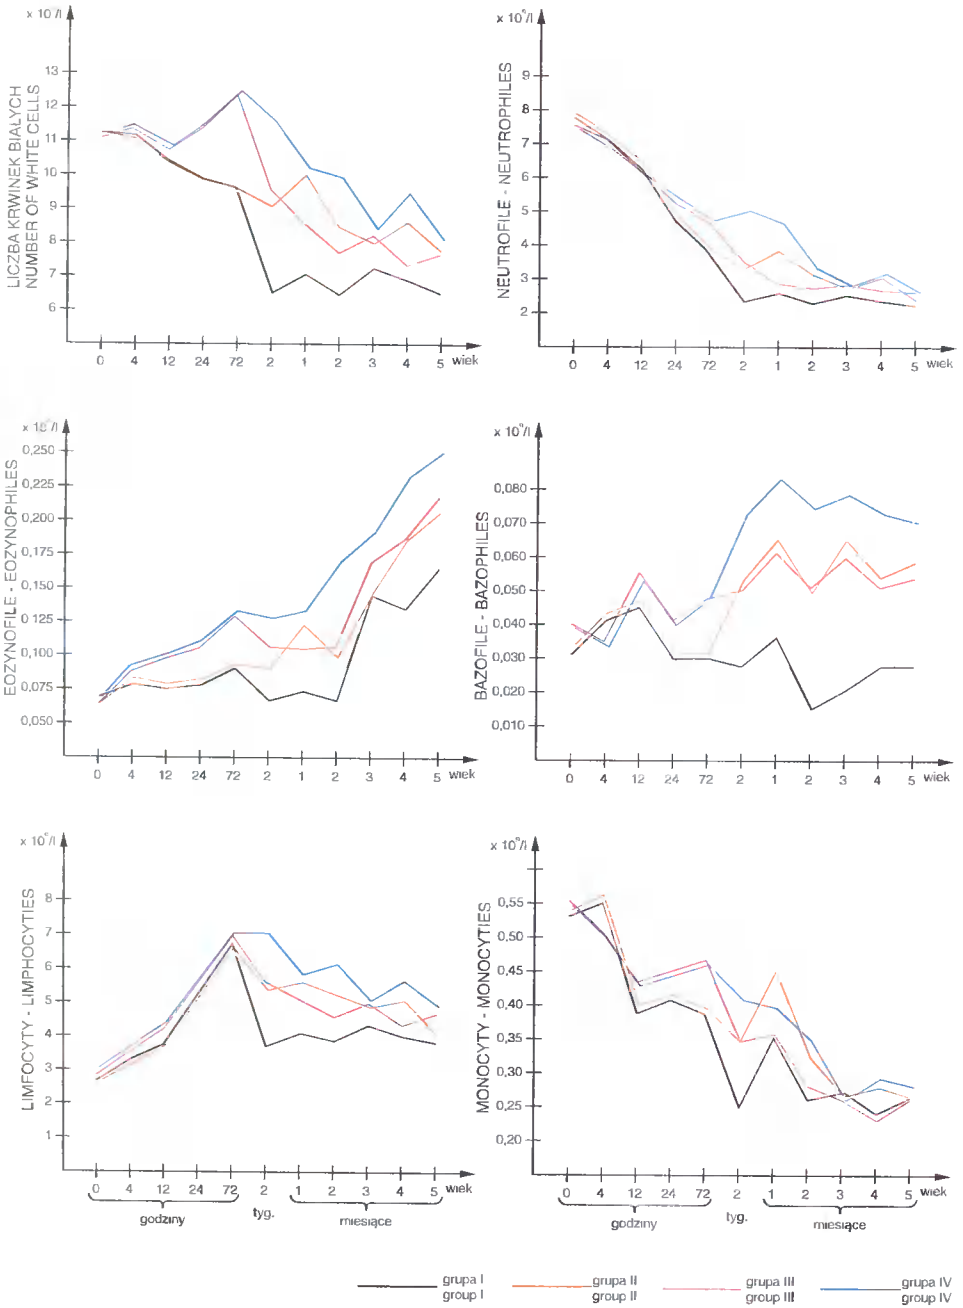 x 10⁹/l
LICZBA KRWINEK BIAŁYCH
NUMBER OF WHITE CELLS
13
12
11
10
9
8
7
6
0 4 12 24 72 2 1 2 3 4 5 wiek
x 10⁹/l
NEUTROFILE - NEUTROPHILES
9
8
7
6
5
4
3
2
0 4 12 24 72 2 1 2 3 4 5 wiek
x 10⁹/l
EOZYNOFILE - EOZYNOPHILES
0,250
0,225
0,200
0,175
0,150
0,125
0,100
0,075
0,050
0 4 12 24 72 2 1 2 3 4 5 wiek
x 10⁹/l
BAZOFILE - BAZOPHILES
0,080
0,070
0,060
0,050
0,040
0,030
0,020
0,010
0 4 12 24 72 2 1 2 3 4 5 wiek
x 10⁹/l
LIMFOCYTY - LIMPHOCYTIES
8
7
6
5
4
3
2
1
0 4 12 24 72 2 1 2 3 4 5 wiek
godziny tyg. miesiące
x 10⁹/l
MONOCYTY - MONOCYTIES
0,55
0,50
0,45
0,40
0,35
0,30
0,25
0,20
0 4 12 24 72 2 1 2 3 4 5 wiek
godziny tyg. miesiące
grupa I grupa II grupa III grupa IV
group I group II group III group IV